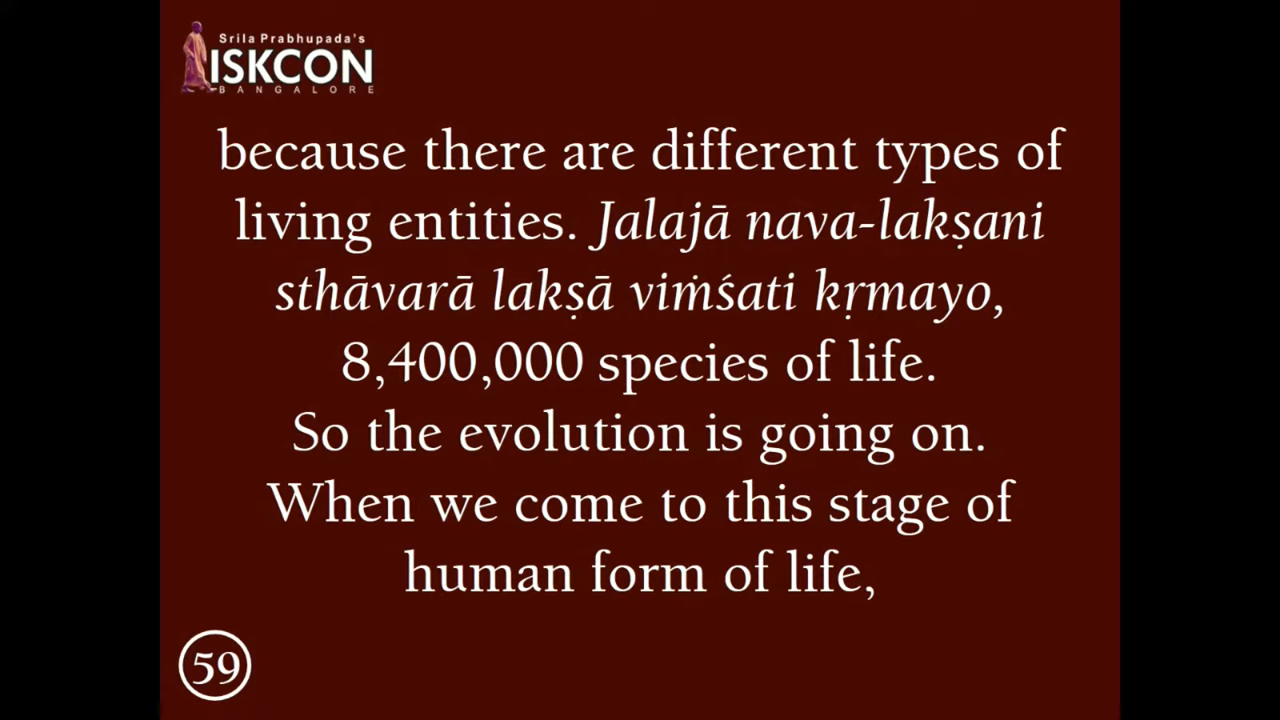 Srila Prabhupada's
ISKCON
BANGALORE
because there are different types of
living entities. Jalajā nava-lakṣani
sthāvarā lakṣā viṁśati kṛmayo,
8,400,000 species of life.
So the evolution is going on.
When we come to this stage of
human form of life,
59